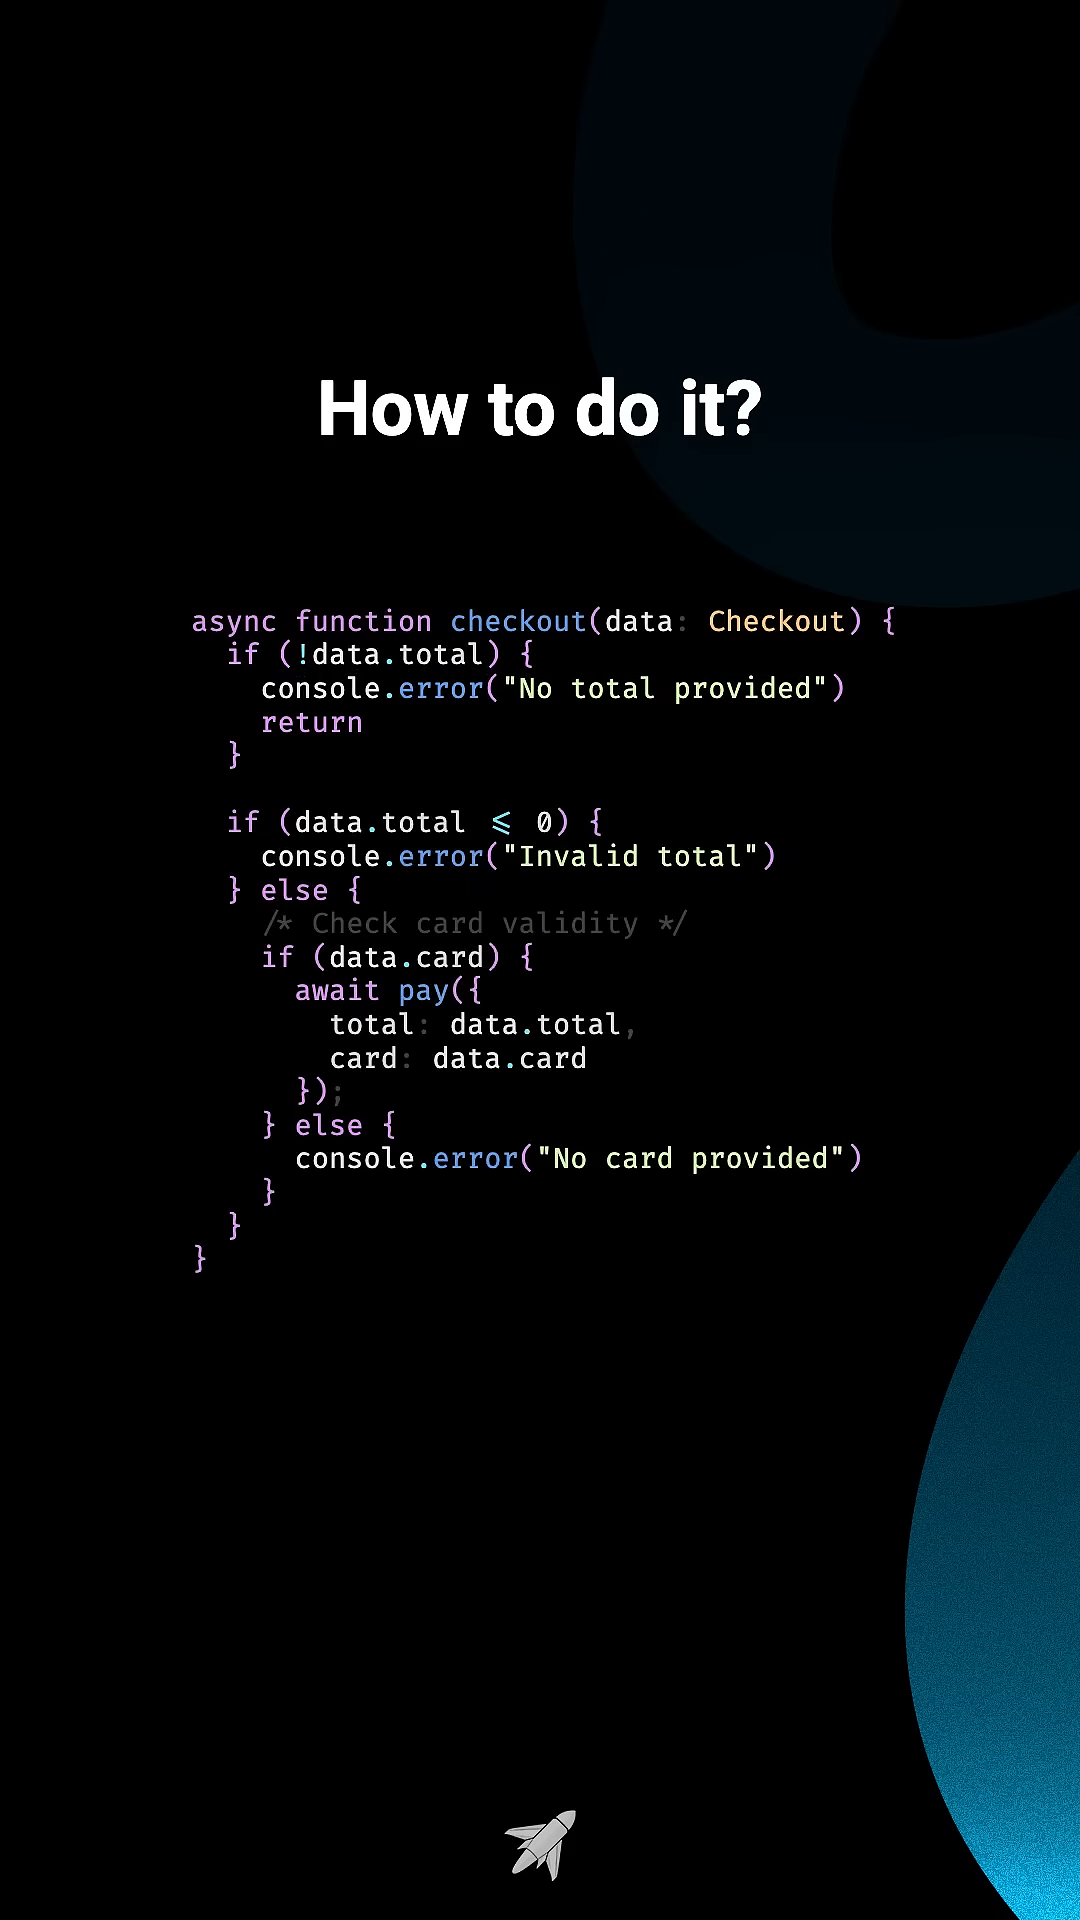 How to do it?
async function checkout(data: Checkout) {
  if (!data.total) {
    console.error("No total provided")
    return
  }

  if (data.total <= 0) {
    console.error("Invalid total")
  } else {
    /* Check card validity */
    if (data.card) {
      await pay({
        total: data.total,
        card: data.card
      });
    } else {
      console.error("No card provided")
    }
  }
}